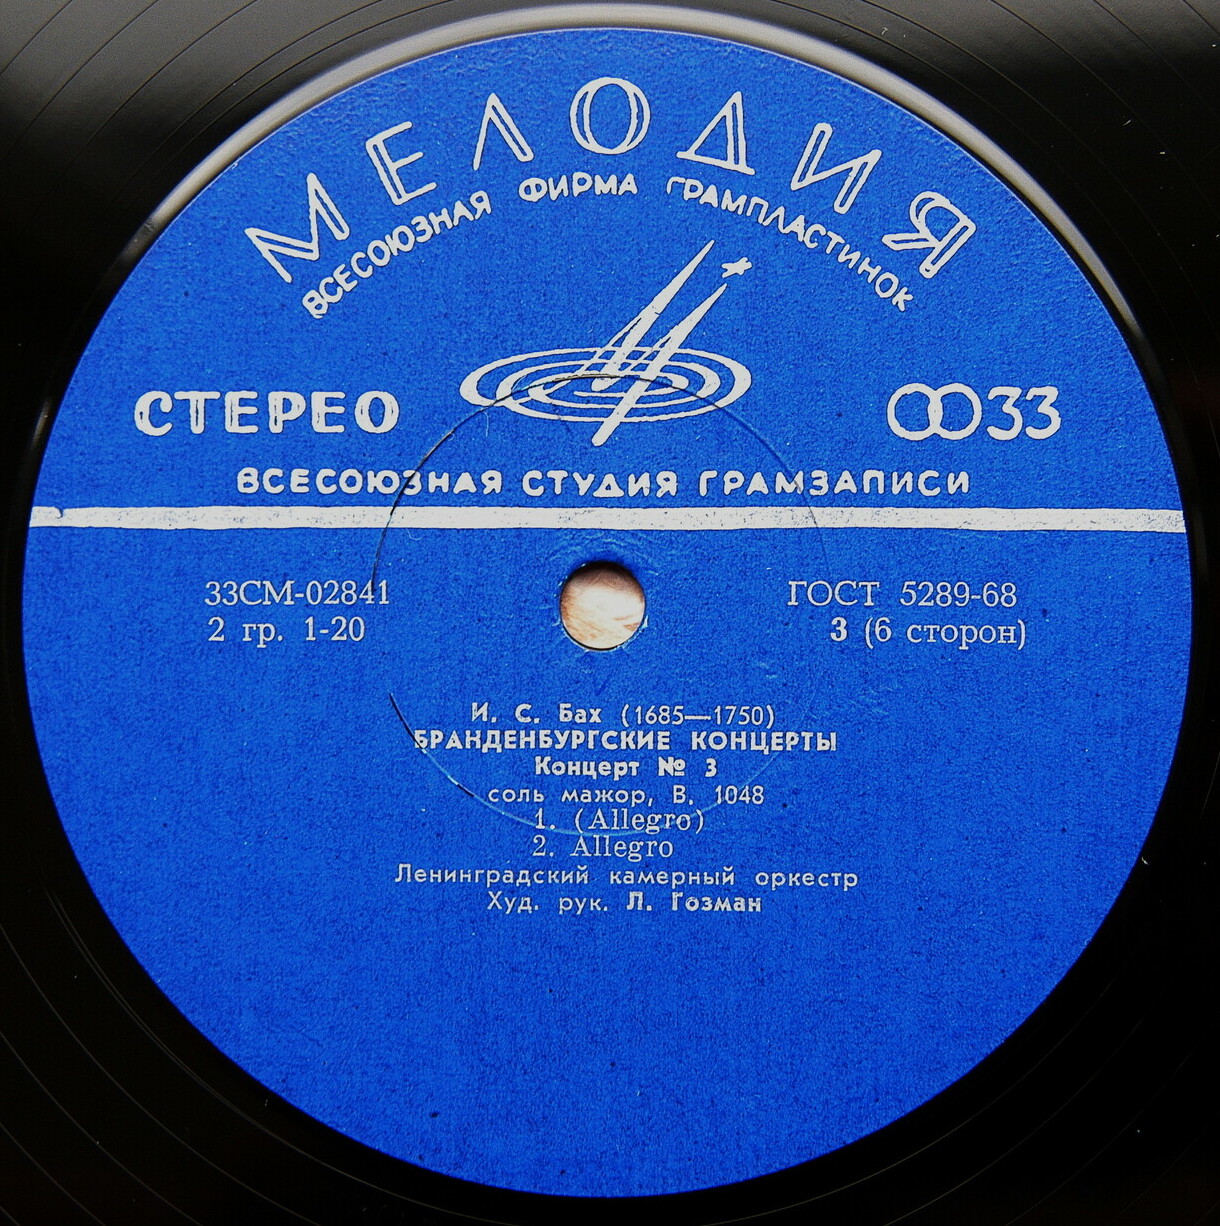 МЕЛОДИЯ
ВСЕСОЮЗНАЯ ФИРМА ГРАМПЛАСТИНОК
СТЕРЕО
33
ВСЕСОЮЗНАЯ СТУДИЯ ГРАМЗАПИСИ
33СМ-02841
ГОСТ 5289-68
2 гр. 1-20
3 (6 сторон)
И. С. Бах (1685—1750)
БРАНДЕНБУРГСКИЕ КОНЦЕРТЫ
Концерт № 3
соль мажор, В. 1048
1. (Allegro)
2. Allegro
Ленинградский камерный оркестр
Худ. рук. Л. Гозман